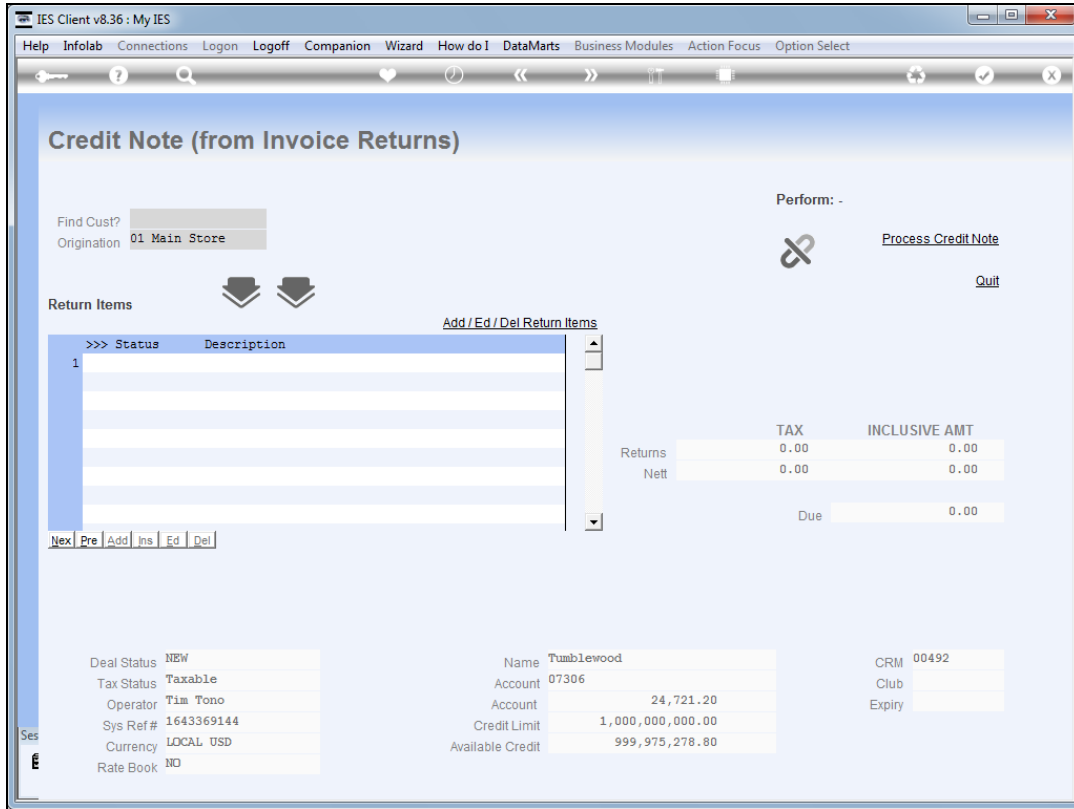 IES Client v8.36 : My IES
Help Infolab Connections Logon Logoff Companion Wizard How do I DataMarts Business Modules Action Focus Option Select
Credit Note (from Invoice Returns)
Perform: -
Find Cust?
Origination 01 Main Store
Process Credit Note
Quit
Return Items
Add / Ed / Del Return Items
>>> Status Description
1
TAX INCLUSIVE AMT
Returns 0.00 0.00
Nett 0.00 0.00
Due 0.00
Nex Pre Add Ins Ed Del
Deal Status NEW Name Tumblewood CRM 00492
Tax Status Taxable Account 07306 Club
Operator Tim Tono Account 24,721.20 Expiry
Sys Ref # 1643369144 Credit Limit 1,000,000,000.00
Currency LOCAL USD Available Credit 999,975,278.80
Rate Book NO
Ses